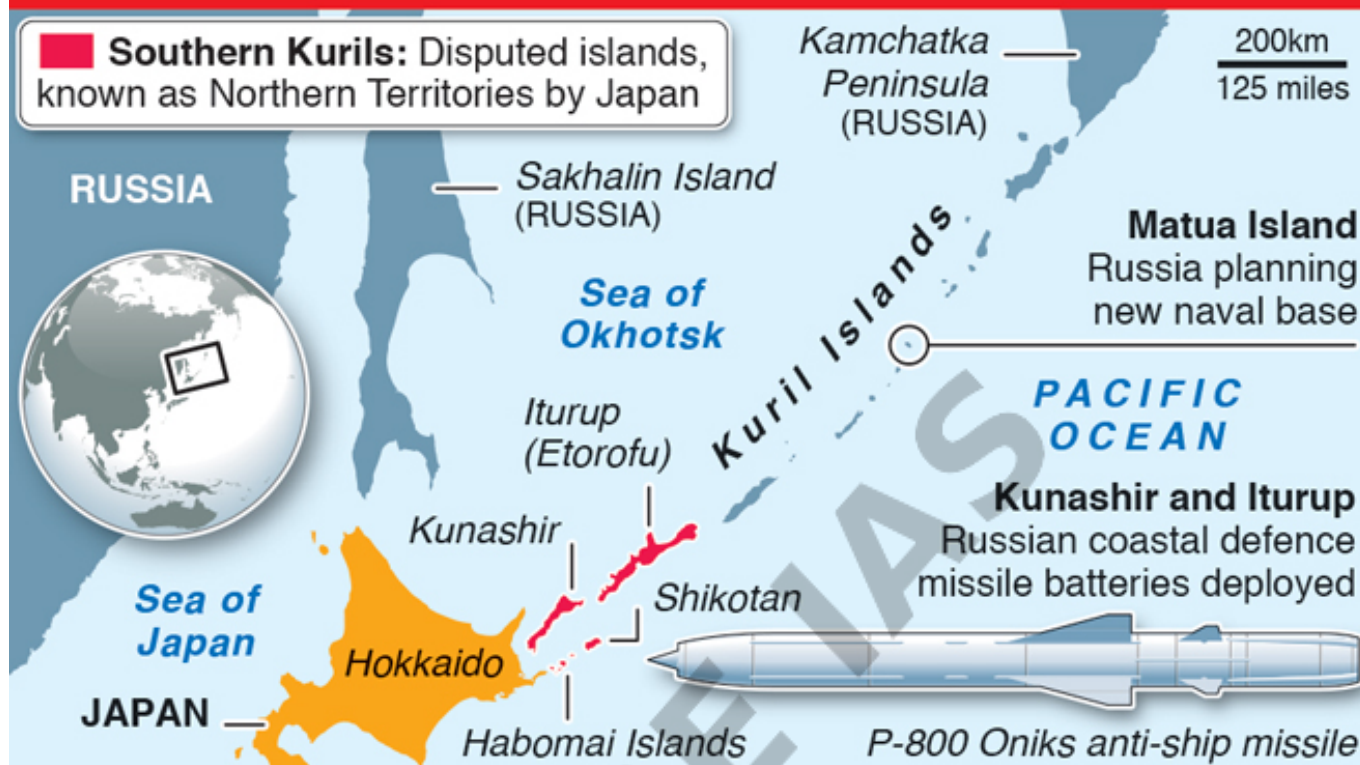 Southern Kurils: Disputed islands,
known as Northern Territories by Japan
Kamchatka
Peninsula
(RUSSIA)
200km
125 miles
RUSSIA
Sakhalin Island
(RUSSIA)
Matua Island
Russia planning
new naval base
Sea of
Okhotsk
Kuril Islands
PACIFIC
OCEAN
Iturup
(Etorofu)
Kunashir
Kunashir and Iturup
Russian coastal defence
missile batteries deployed
Shikotan
Sea of
Japan
Hokkaido
JAPAN
Habomai Islands
P-800 Oniks anti-ship missile
E IAS